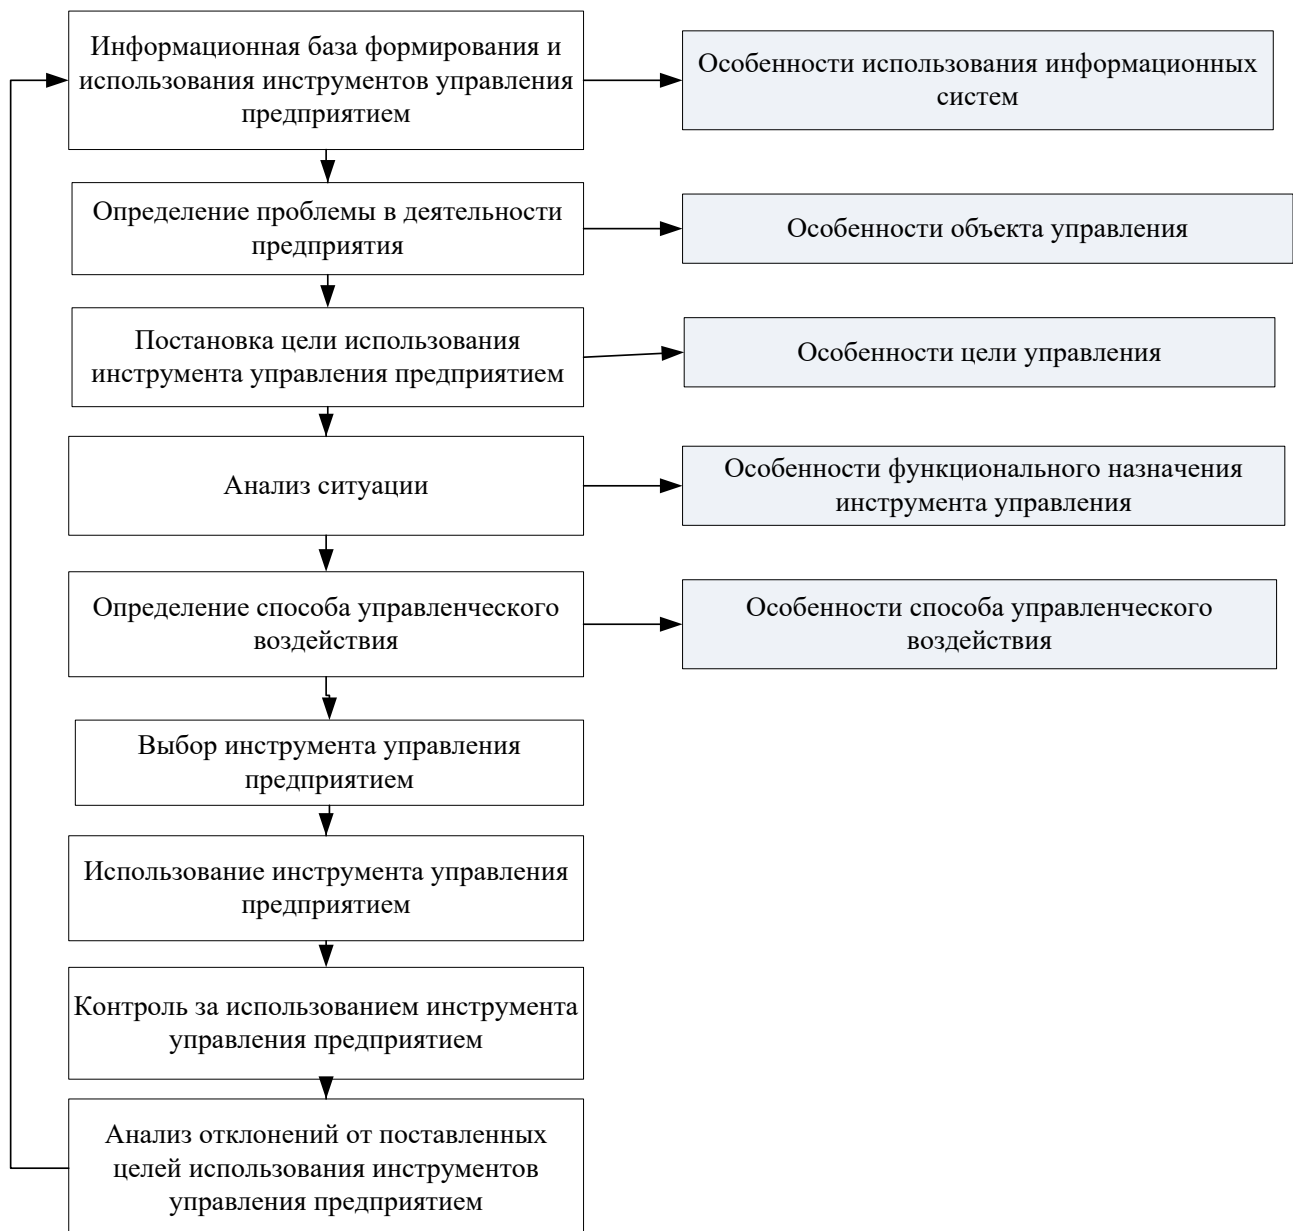 Информационная база формирования и
использования инструментов управления
предприятием
Особенности использования информационных
систем
Определение проблемы в деятельности
предприятия
Особенности объекта управления
Постановка цели использования
инструмента управления предприятием
Особенности цели управления
Анализ ситуации
Особенности функционального назначения
инструмента управления
Определение способа управленческого
воздействия
Особенности способа управленческого
воздействия
Выбор инструмента управления
предприятием
Использование инструмента управления
предприятием
Контроль за использованием инструмента
управления предприятием
Анализ отклонений от поставленных
целей использования инструментов
управления предприятием